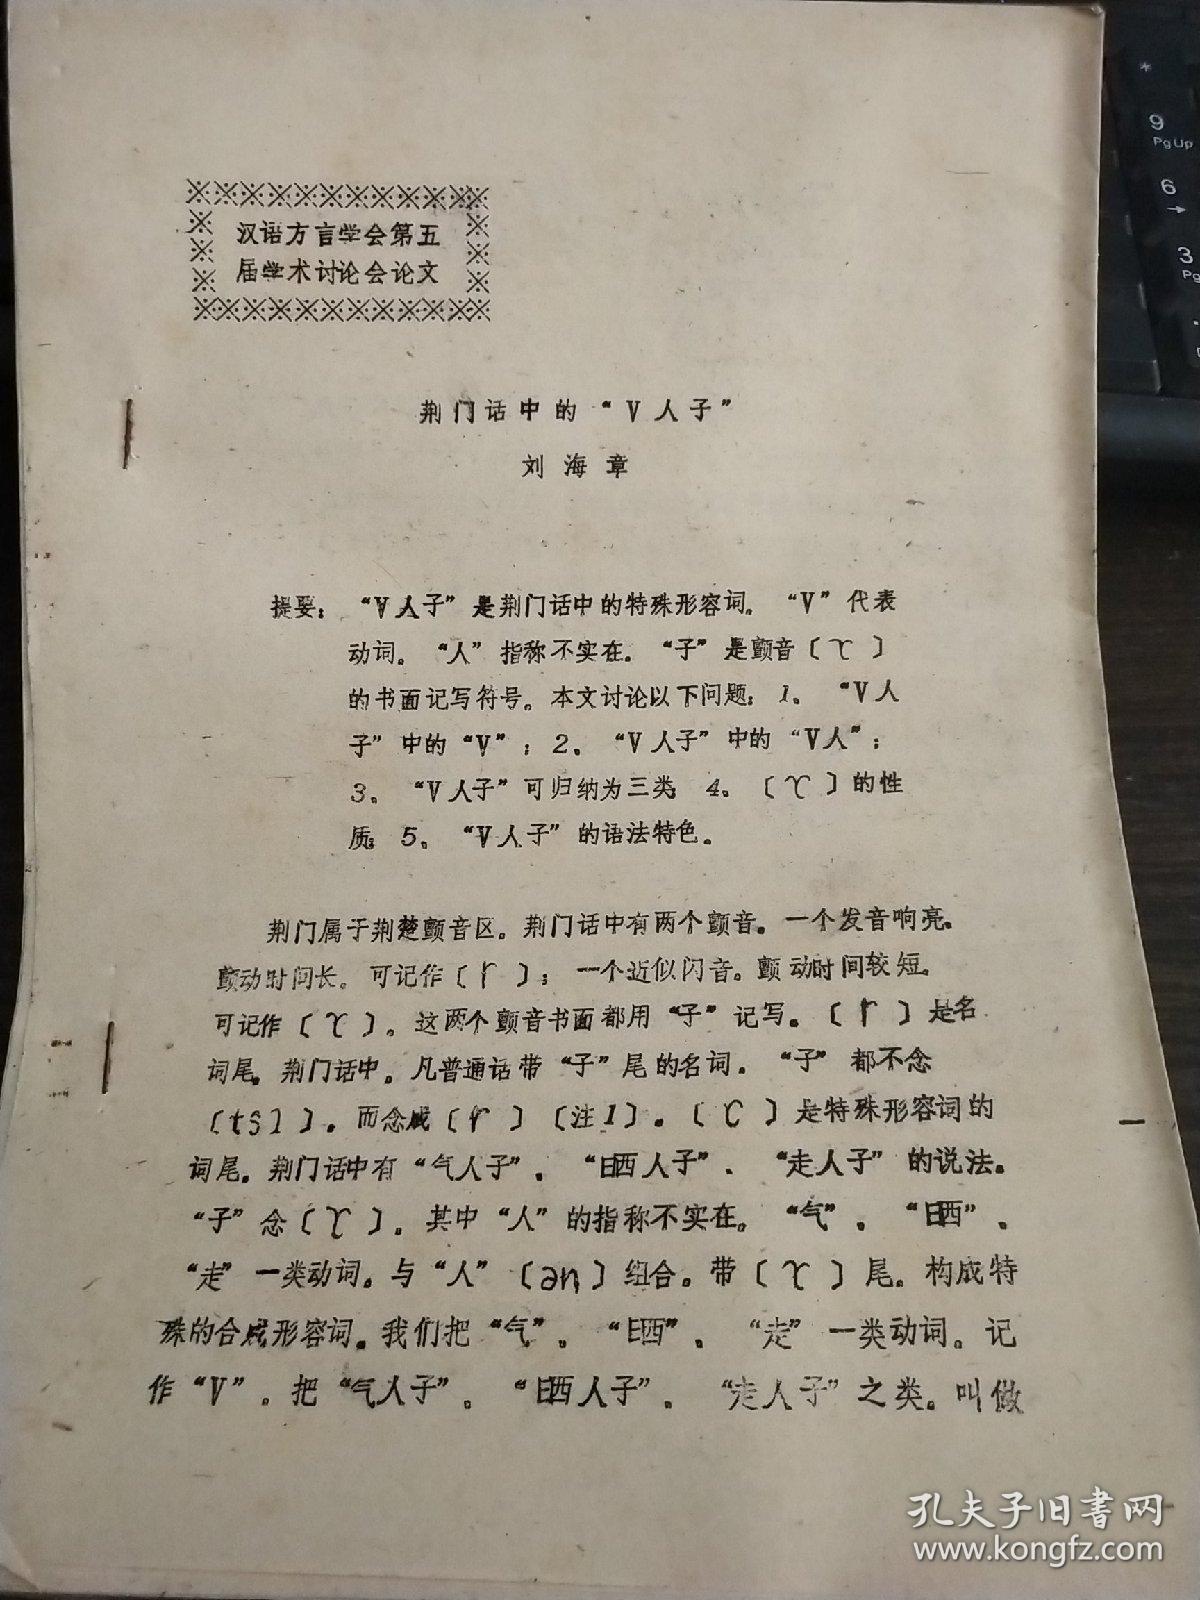 汉语方言学会第五
届学术讨论会论文
荆门话中的“V人子”
刘海章
提要：“V人子”是荆门话中的特殊形容词。“V”代表
动词。“人”指称不实在。“子”是颤音〔ɼ〕
的书面记写符号。本文讨论以下问题：1、“V人
子”中的“V”；2、“V人子”中的“V人”；
3、“V人子”可归纳为三类；4、〔ɼ〕的性
质；5、“V人子”的语法特色。
荆门属于荆楚颤音区。荆门话中有两个颤音。一个发音响亮。
颤动时间长。可记作〔r〕；一个近似闪音。颤动时间较短。
可记作〔ɼ〕。这两个颤音书面都用“子”记写。〔r〕是名
词尾。荆门话中。凡普通话带“子”尾的名词．“子”都不念
〔tsɿ〕。而念成〔r〕〔注1〕。〔ɼ〕是特殊形容词的
词尾。荆门话中有“气人子”、“晒人子”、“走人子”的说法。
“子”念〔ɼ〕。其中“人”的指称不实在。“气”、“晒”、
“走”一类动词。与“人”〔ən〕组合。带〔ɼ〕尾。构成特
殊的合成形容词。我们把“气”、“晒”、“走”一类动词。记
作“V”。把“气人子”。“晒人子”．“走人子”之类。叫做
孔夫子旧书网
www.kongfz.com
*
9
PgUp
6
→
3